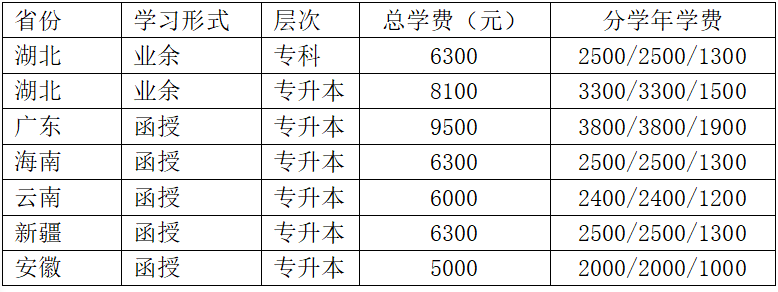 省份 学习形式 层次 总学费（元） 分学年学费
湖北 业余 专科 6300 2500/2500/1300
湖北 业余 专升本 8100 3300/3300/1500
广东 函授 专升本 9500 3800/3800/1900
海南 函授 专升本 6300 2500/2500/1300
云南 函授 专升本 6000 2400/2400/1200
新疆 函授 专升本 6300 2500/2500/1300
安徽 函授 专升本 5000 2000/2000/1000